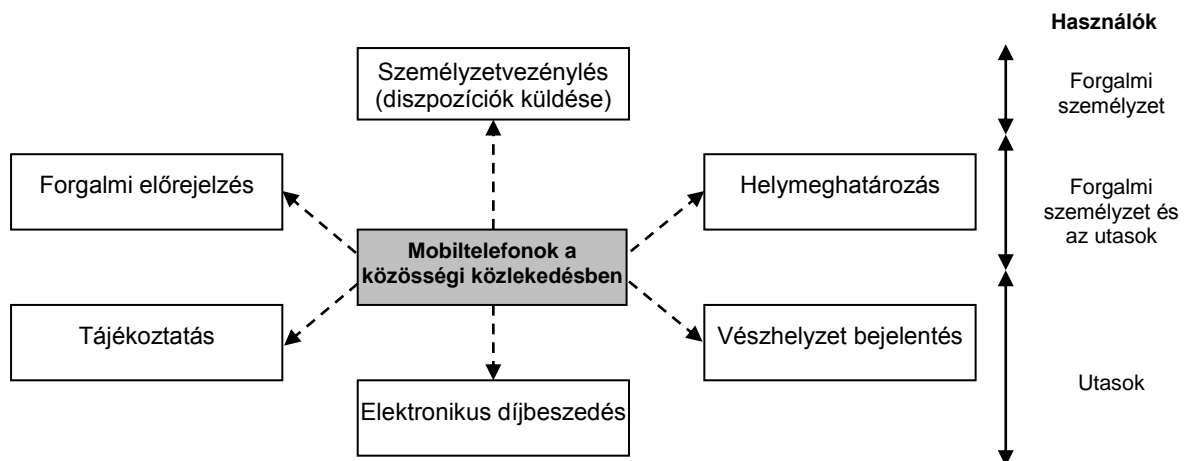 Használók
Személyzetvezénylés
(diszpozíciók küldése)
Forgalmi
személyzet
Forgalmi előrejelzés
Helymeghatározás
Forgalmi
személyzet és
az utasok
Mobiltelefonok a
közösségi közlekedésben
Tájékoztatás
Vészhelyzet bejelentés
Utasok
Elektronikus díjbeszedés